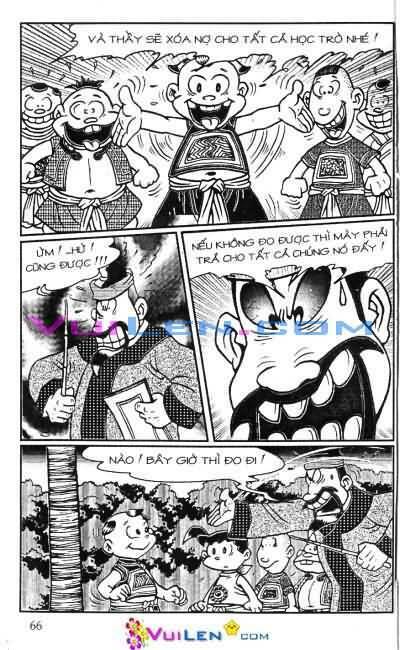 VÀ THẦY SẼ XÓA NỢ CHO TẤT CẢ HỌC TRÒ NHÉ!
ỪM! ..HỪ!
CŨNG ĐƯỢC!!!
NẾU KHÔNG ĐO ĐƯỢC THÌ MÀY PHẢI
TRẢ CHO TẤT CẢ CHÚNG NÓ ĐẤY!
VuiLen.com
NÀO! BÂY GIỜ THÌ ĐO ĐI!
66
VuiLen.com